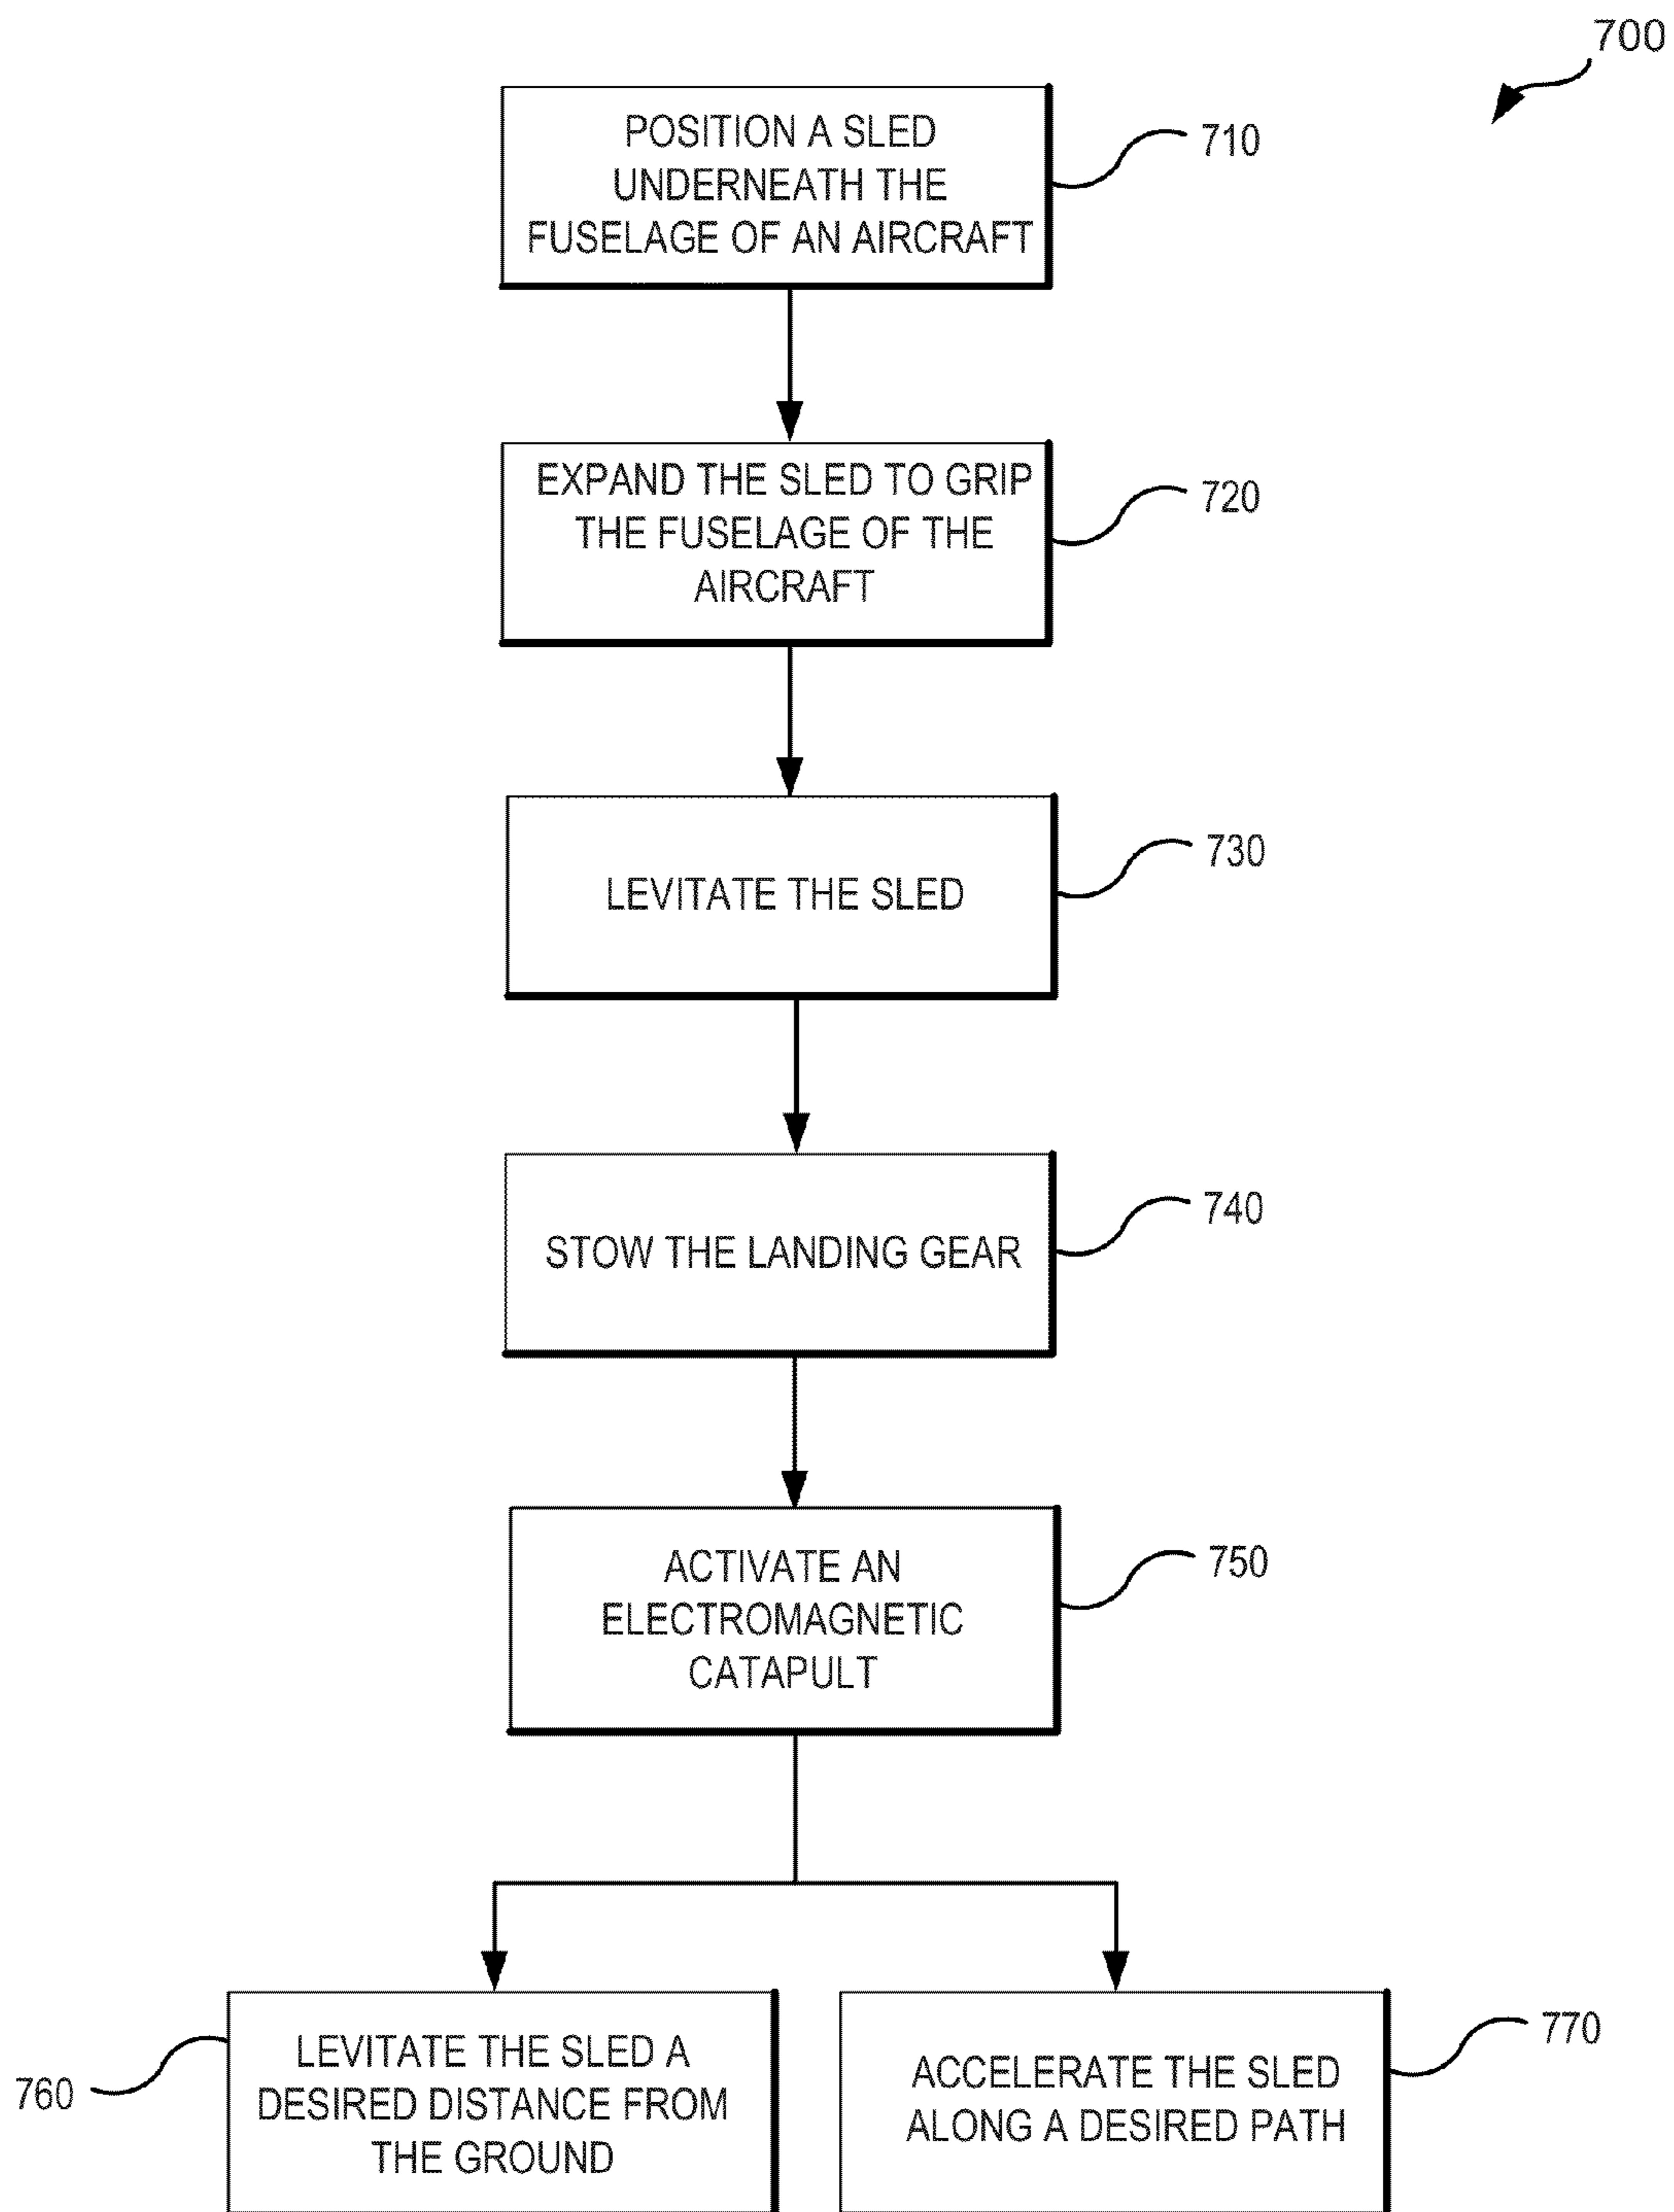 700
POSITION A SLED
UNDERNEATH THE
FUSELAGE OF AN AIRCRAFT
710
EXPAND THE SLED TO GRIP
THE FUSELAGE OF THE
AIRCRAFT
720
LEVITATE THE SLED
730
STOW THE LANDING GEAR
740
ACTIVATE AN
ELECTROMAGNETIC
CATAPULT
750
LEVITATE THE SLED A
DESIRED DISTANCE FROM
THE GROUND
760
ACCELERATE THE SLED
ALONG A DESIRED PATH
770